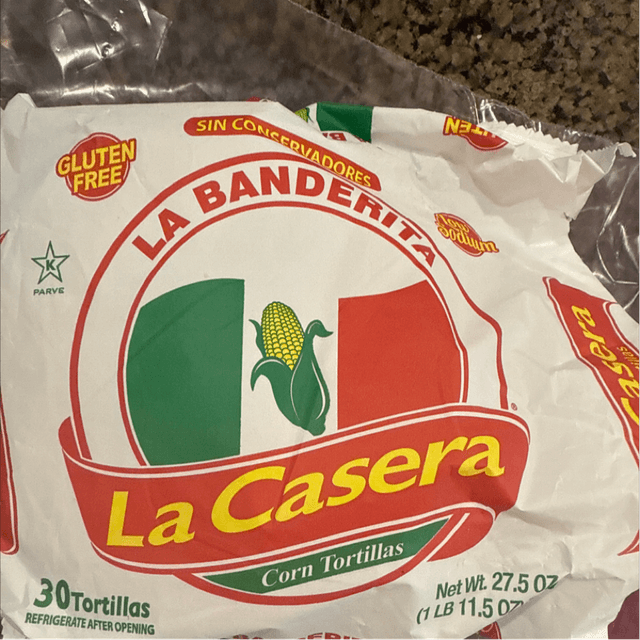 SIN CONSERVADORES
GLUTEN
FREE
LA BANDERITA
Low
Sodium
K
PARVE
Casera
La Casera
®
Corn Tortillas
30 Tortillas
REFRIGERATE AFTER OPENING
Net Wt. 27.5 OZ
(1 LB 11.5 OZ)